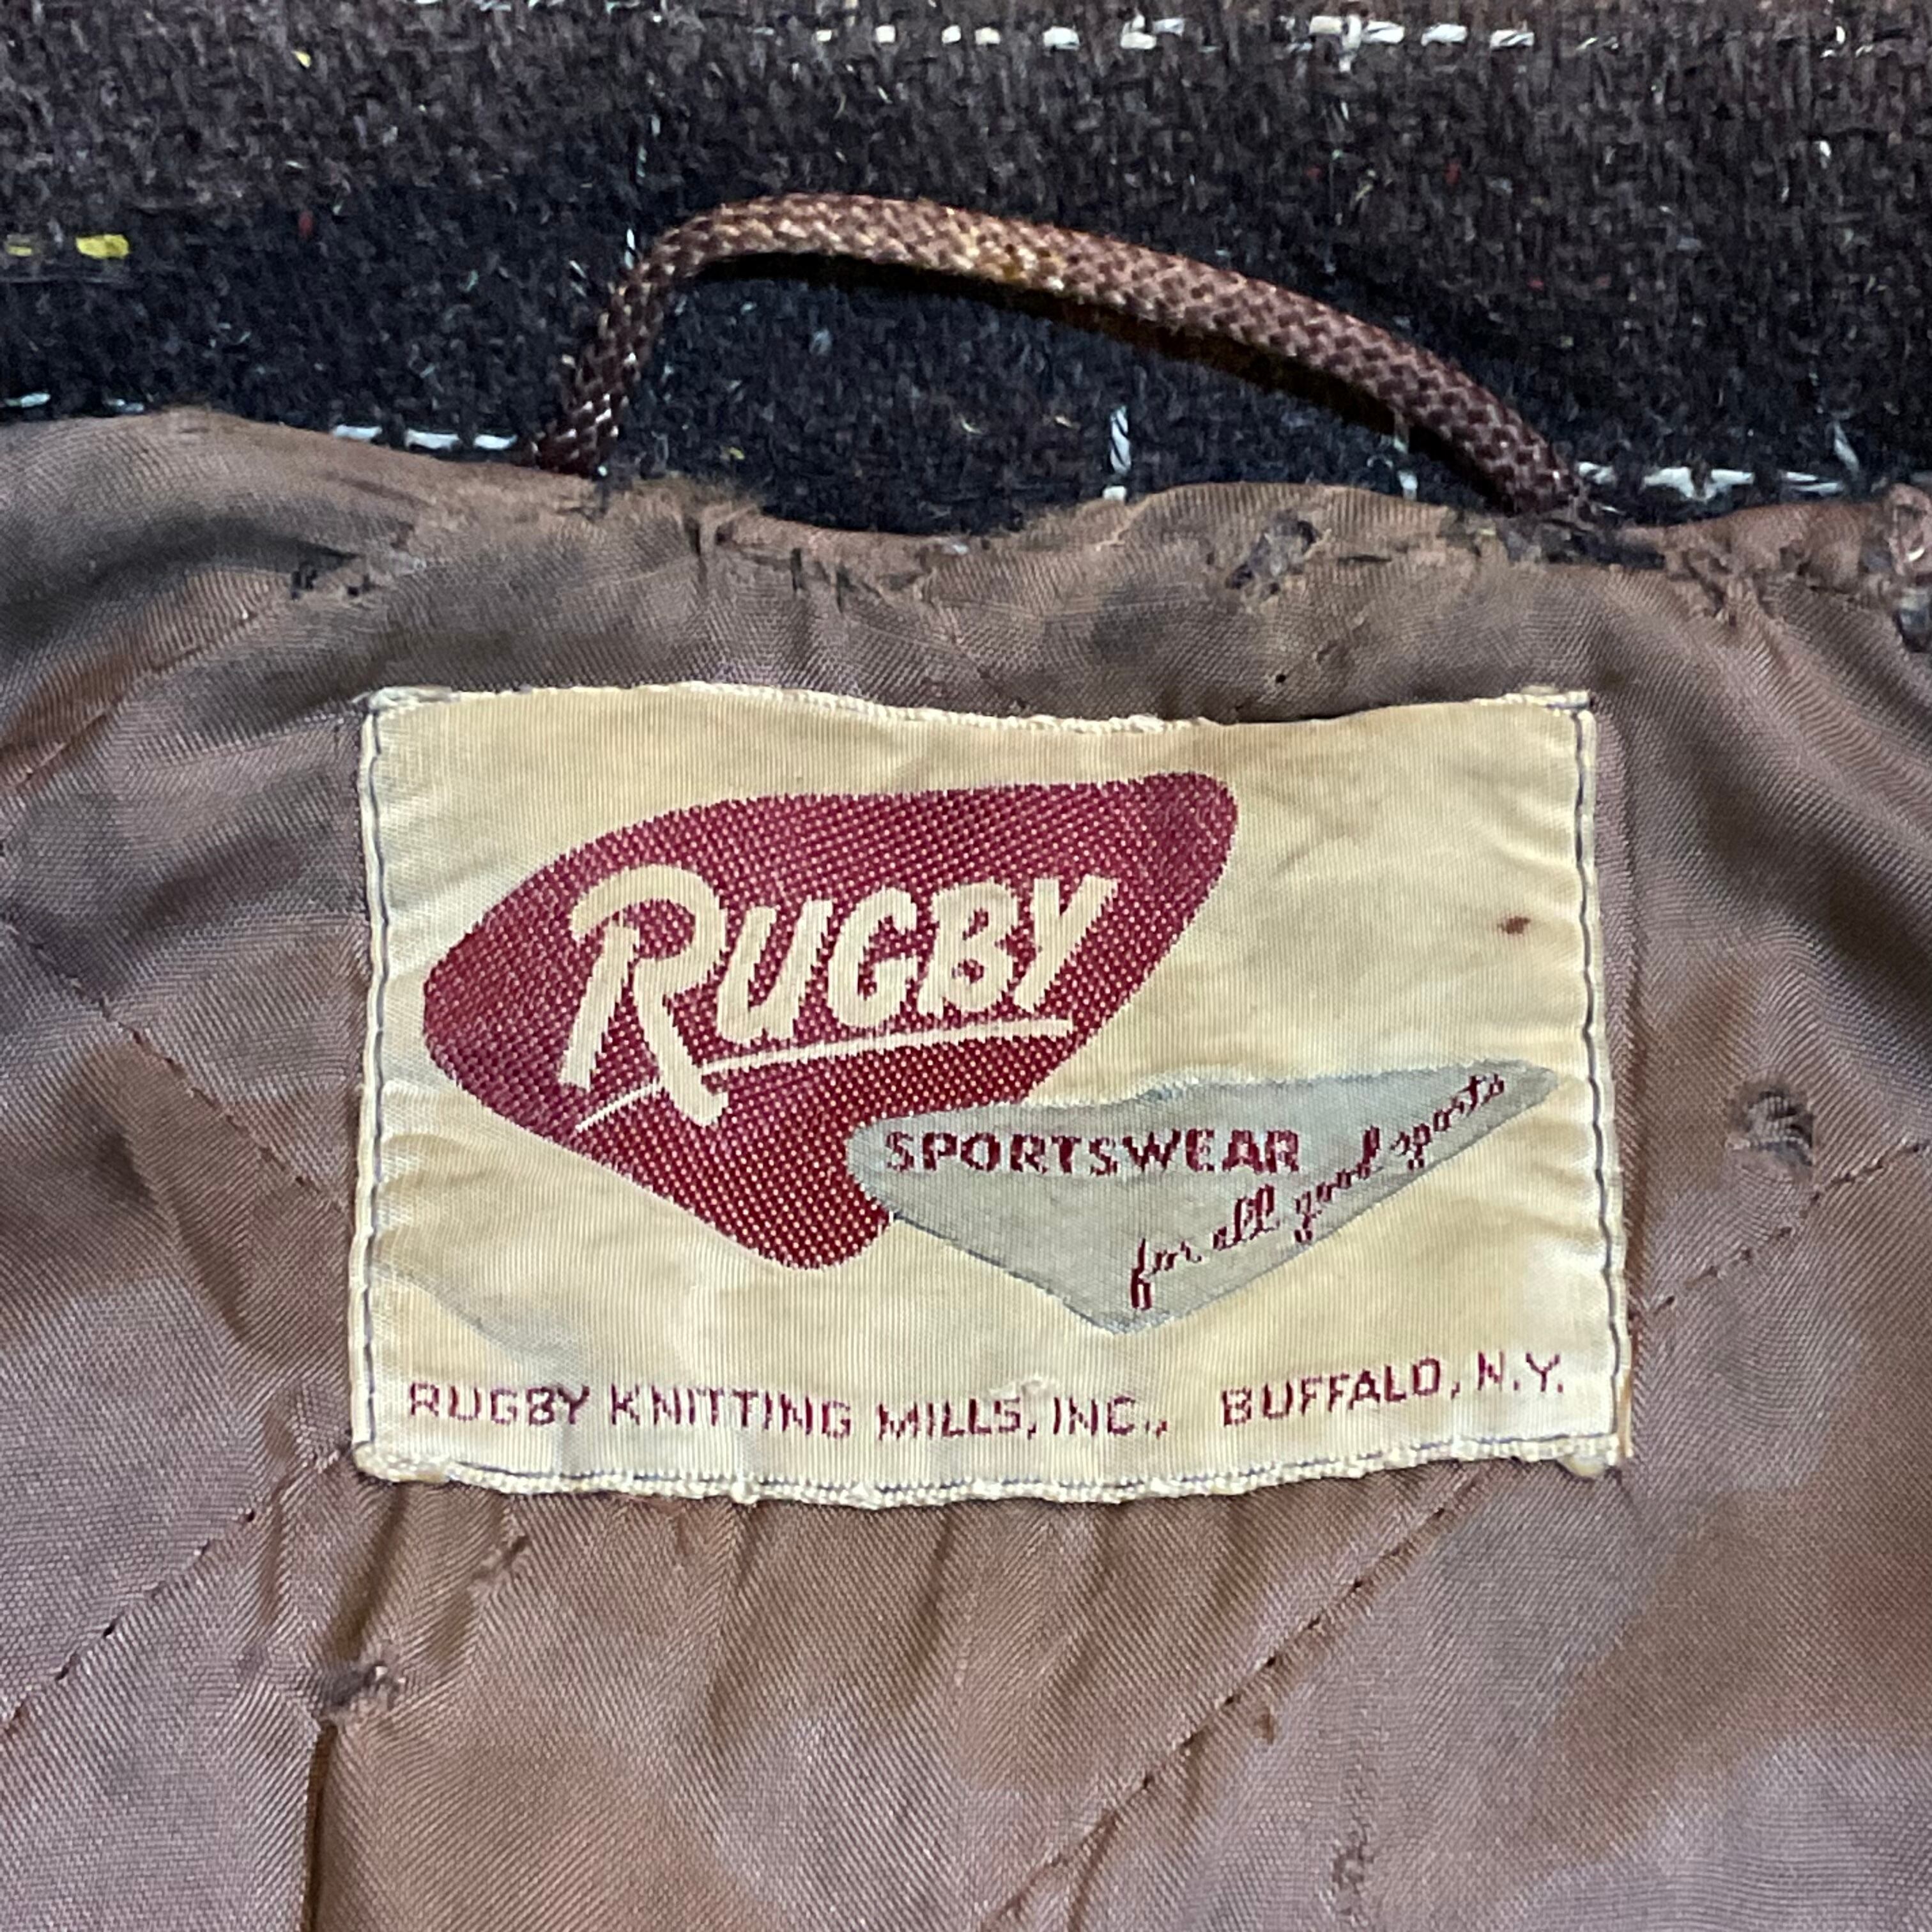 RUGBY
SPORTSWEAR
for all good sports
RUGBY KNITTING MILLS, INC., BUFFALO, N.Y.